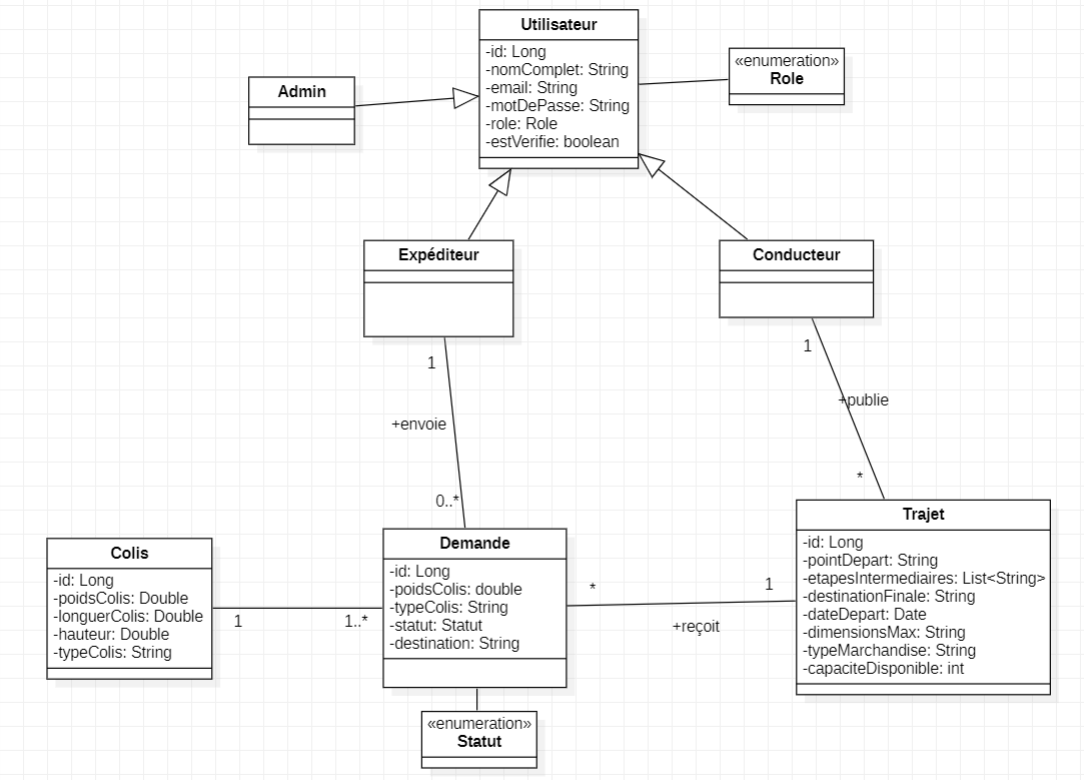 Utilisateur
-id: Long
-nomComplet: String
-email: String
-motDePasse: String
-role: Role
-estVerifie: boolean
«enumeration»
Role
Admin
Expéditeur
Conducteur
1
+envoie
0..*
1
+publie
*
Colis
-id: Long
-poidsColis: Double
-longuerColis: Double
-hauteur: Double
-typeColis: String
1
1..*
Demande
-id: Long
-poidsColis: double
-typeColis: String
-statut: Statut
-destination: String
*
1
+reçoit
Trajet
-id: Long
-pointDepart: String
-etapesIntermediaires: List<String>
-destinationFinale: String
-dateDepart: Date
-dimensionsMax: String
-typeMarchandise: String
-capaciteDisponible: int
«enumeration»
Statut